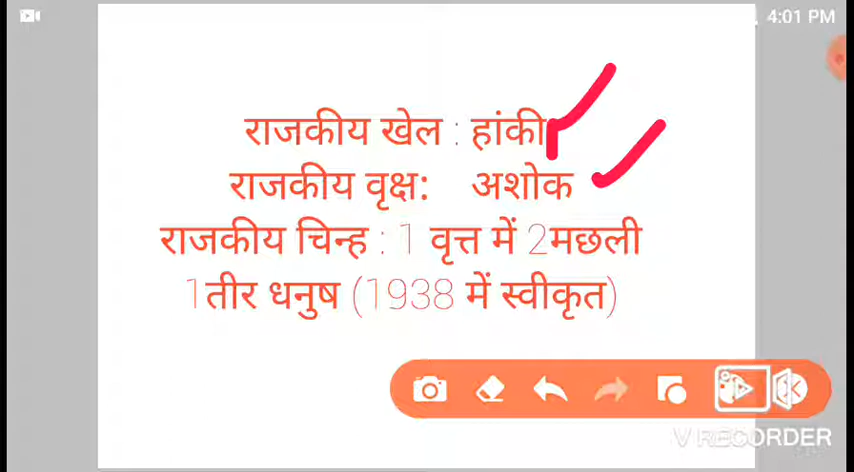 4:01 PM
राजकीय खेल : हांकी
राजकीय वृक्ष: अशोक
राजकीय चिन्ह : 1 वृत्त में 2मछली
1तीर धनुष (1938 में स्वीकृत)
V RECORDER